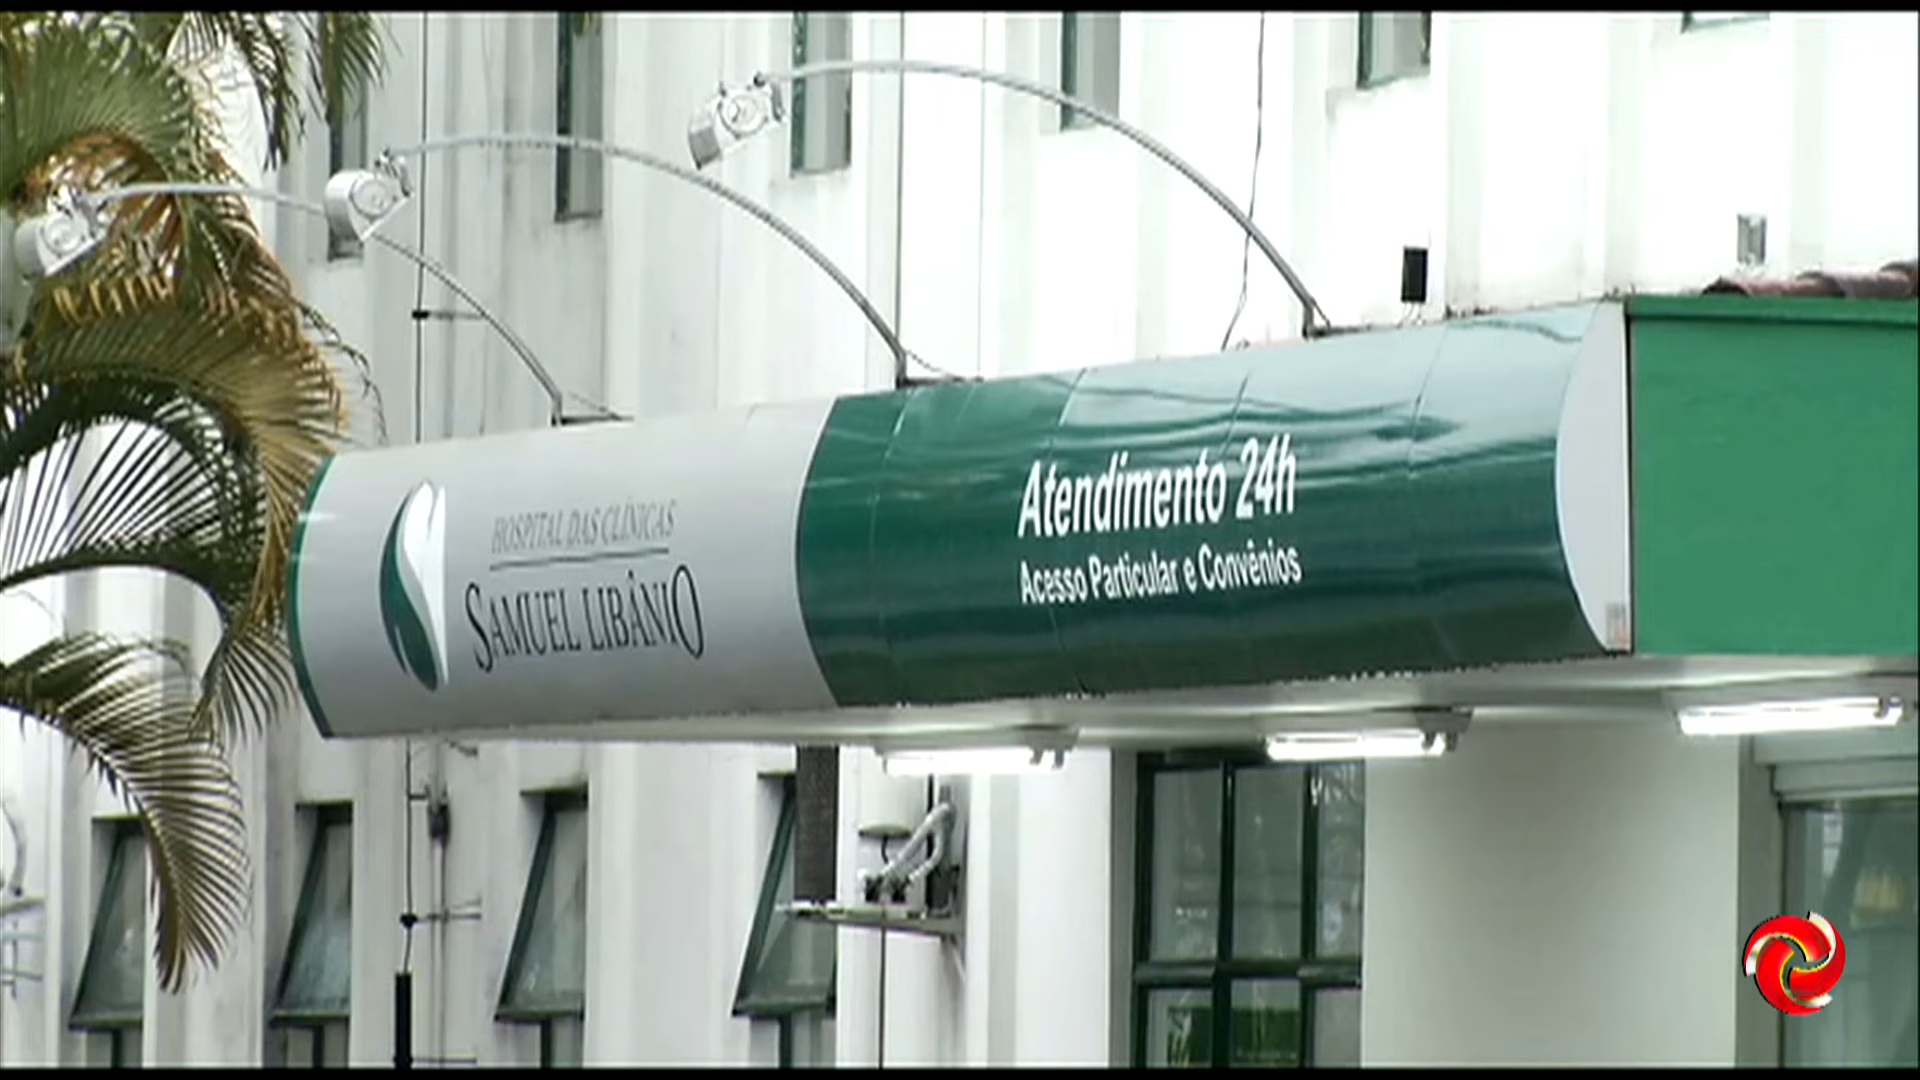 HOSPITAL DAS CLÍNICAS
SAMUEL LIBÂNIO
Atendimento 24h
Acesso Particular e Convênios